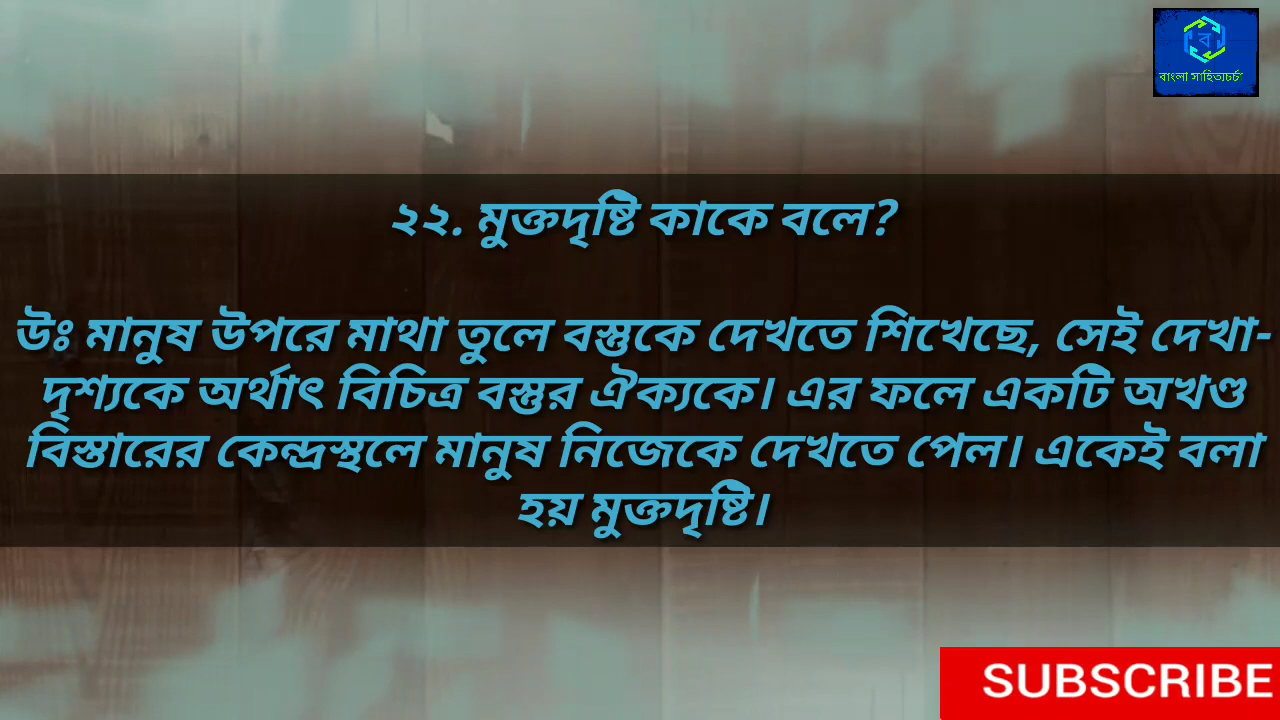 ব
বাংলা সাহিত্যচর্চা
২২. মুক্তদৃষ্টি কাকে বলে?
উঃ মানুষ উপরে মাথা তুলে বস্তুকে দেখতে শিখেছে, সেই দেখা-
দৃশ্যকে অর্থাৎ বিচিত্র বস্তুর ঐক্যকে। এর ফলে একটি অখণ্ড
বিস্তারের কেন্দ্রস্থলে মানুষ নিজেকে দেখতে পেল। একেই বলা
হয় মুক্তদৃষ্টি।
SUBSCRIBE